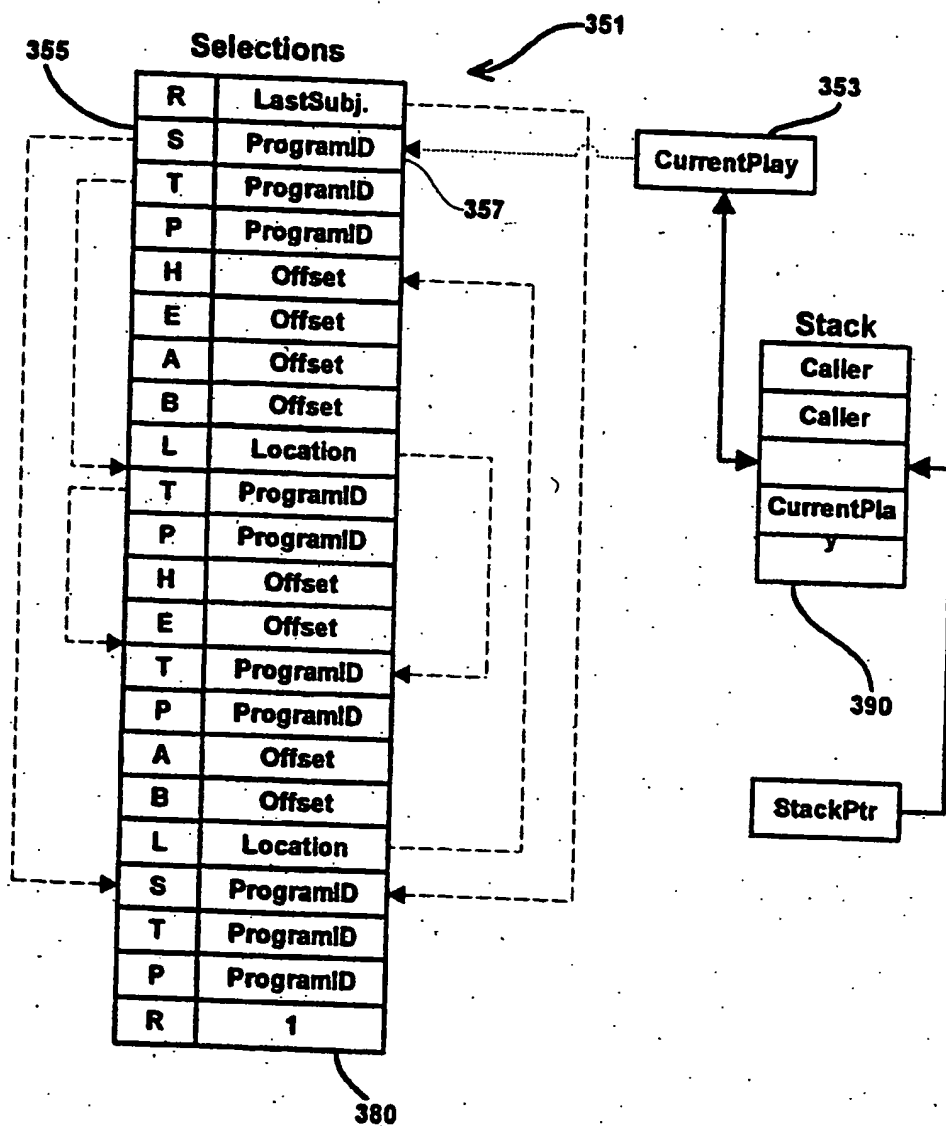 351
355
Selections
353
R LastSubj.
S ProgramID
CurrentPlay
T ProgramID
357
P ProgramID
H Offset
E Offset
Stack
A Offset
Caller
B Offset
Caller
L Location
T ProgramID
CurrentPla
y
P ProgramID
H Offset
E Offset
T ProgramID
390
P ProgramID
A Offset
B Offset
StackPtr
L Location
S ProgramID
T ProgramID
P ProgramID
R 1
380